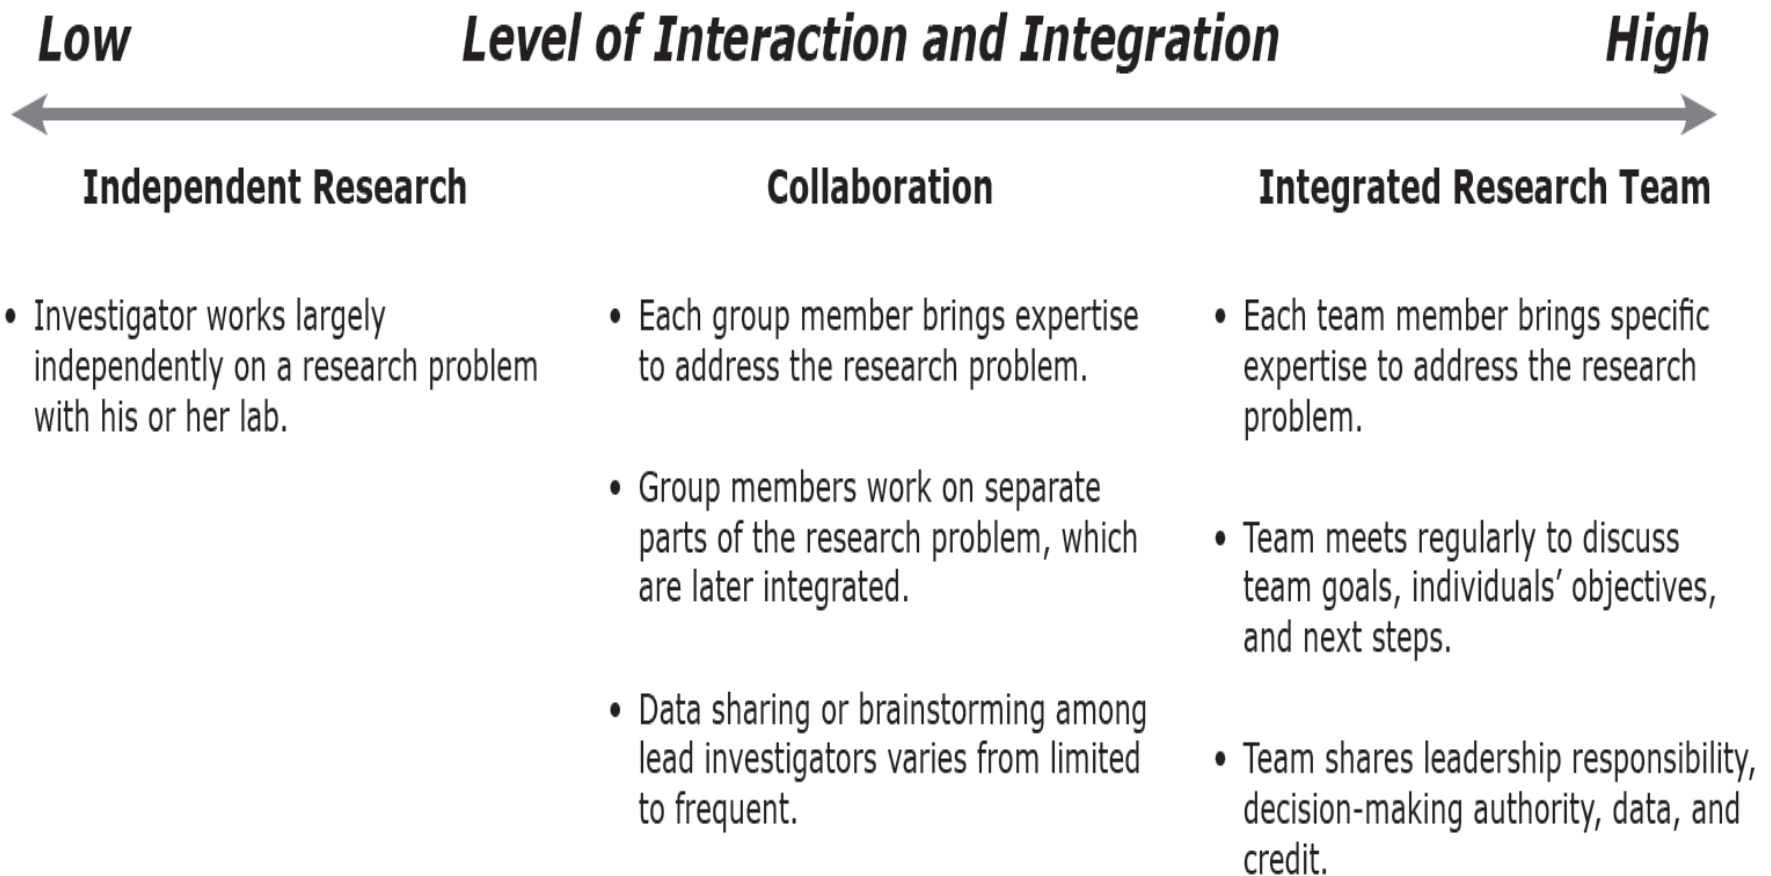 Low Level of Interaction and Integration High
Independent Research
• Investigator works largely
independently on a research problem
with his or her lab.
Collaboration
• Each group member brings expertise
to address the research problem.
• Group members work on separate
parts of the research problem, which
are later integrated.
• Data sharing or brainstorming among
lead investigators varies from limited
to frequent.
Integrated Research Team
• Each team member brings specific
expertise to address the research
problem.
• Team meets regularly to discuss
team goals, individuals’ objectives,
and next steps.
• Team shares leadership responsibility,
decision-making authority, data, and
credit.